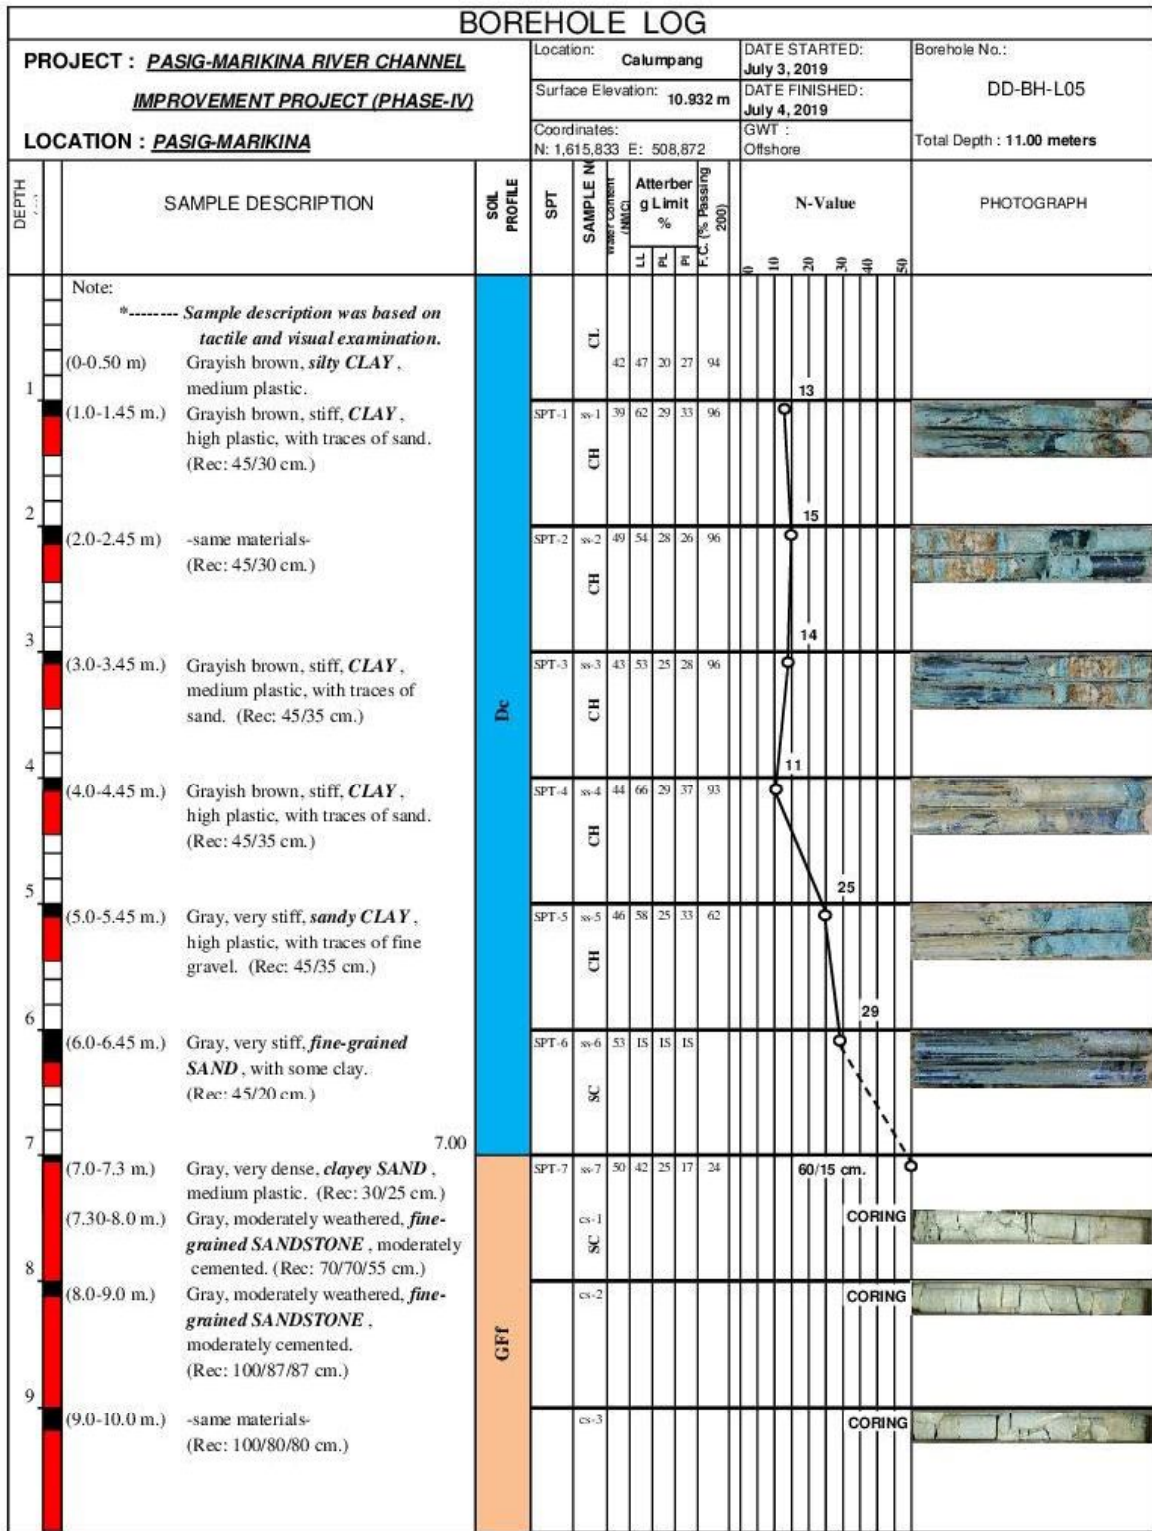 BOREHOLE LOG
PROJECT : PASIG-MARIKINA RIVER CHANNEL
IMPROVEMENT PROJECT (PHASE-IV)
LOCATION : PASIG-MARIKINA
Location: Calumpang
Surface Elevation: 10.932 m
Coordinates:
N: 1,615,833 E: 508,872
DATE STARTED:
July 3, 2019
DATE FINISHED:
July 4, 2019
GWT :
Offshore
Borehole No.:
DD-BH-L05
Total Depth : 11.00 meters
DEPTH
SAMPLE DESCRIPTION
SOIL PROFILE
SPT
SAMPLE NO
Water Content (NMC)
Atterber
g Limit
%
LL PL PI
F.C. (% Passing 200)
N-Value
0 10 20 30 40 50
PHOTOGRAPH
Note:
*-------- Sample description was based on
tactile and visual examination.
(0-0.50 m) Grayish brown, silty CLAY , CL 42 47 20 27 94
medium plastic.
1 13
(1.0-1.45 m.) Grayish brown, stiff, CLAY , SPT-1 ss-1 39 62 29 33 96
high plastic, with traces of sand. CH
(Rec: 45/30 cm.)
2 15
(2.0-2.45 m) -same materials- SPT-2 ss-2 49 54 28 26 96
(Rec: 45/30 cm.) CH
3 14
(3.0-3.45 m.) Grayish brown, stiff, CLAY , SPT-3 ss-3 43 53 25 28 96
medium plastic, with traces of
sand. (Rec: 45/35 cm.) Dc CH
4 11
(4.0-4.45 m.) Grayish brown, stiff, CLAY , SPT-4 ss-4 44 66 29 37 93
high plastic, with traces of sand. CH
(Rec: 45/35 cm.)
5 25
(5.0-5.45 m.) Gray, very stiff, sandy CLAY , SPT-5 ss-5 46 58 25 33 62
high plastic, with traces of fine
gravel. (Rec: 45/35 cm.) CH
6 29
(6.0-6.45 m.) Gray, very stiff, fine-grained SPT-6 ss-6 53 IS IS IS
SAND , with some clay.
(Rec: 45/20 cm.) SC
7 7.00
(7.0-7.3 m.) Gray, very dense, clayey SAND , SPT-7 ss-7 50 42 25 17 24 60/15 cm.
medium plastic. (Rec: 30/25 cm.)
(7.30-8.0 m.) Gray, moderately weathered, fine- cs-1 CORING
grained SANDSTONE , moderately SC
cemented. (Rec: 70/70/55 cm.)
8
(8.0-9.0 m.) Gray, moderately weathered, fine- cs-2 CORING
grained SANDSTONE ,
moderately cemented. GFf
(Rec: 100/87/87 cm.)
9
(9.0-10.0 m.) -same materials- cs-3 CORING
(Rec: 100/80/80 cm.)